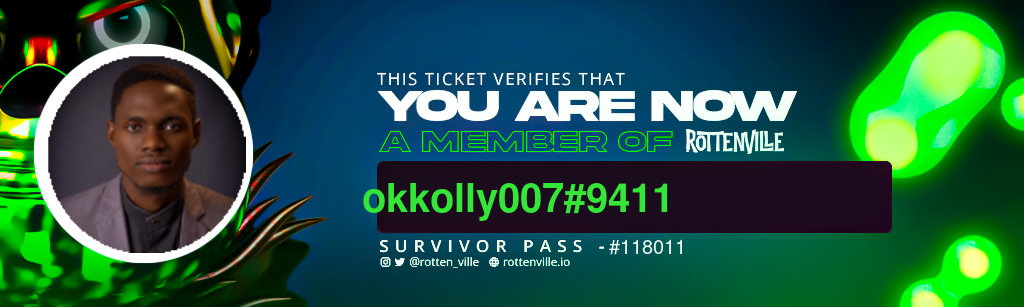 THIS TICKET VERIFIES THAT
YOU ARE NOW
A MEMBER OF ROTTENVILLE
okkolly007#9411
SURVIVOR PASS - #118011
@rotten_ville rottenville.io